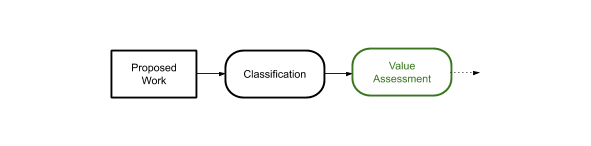 Proposed
Work
Classification
Value
Assessment